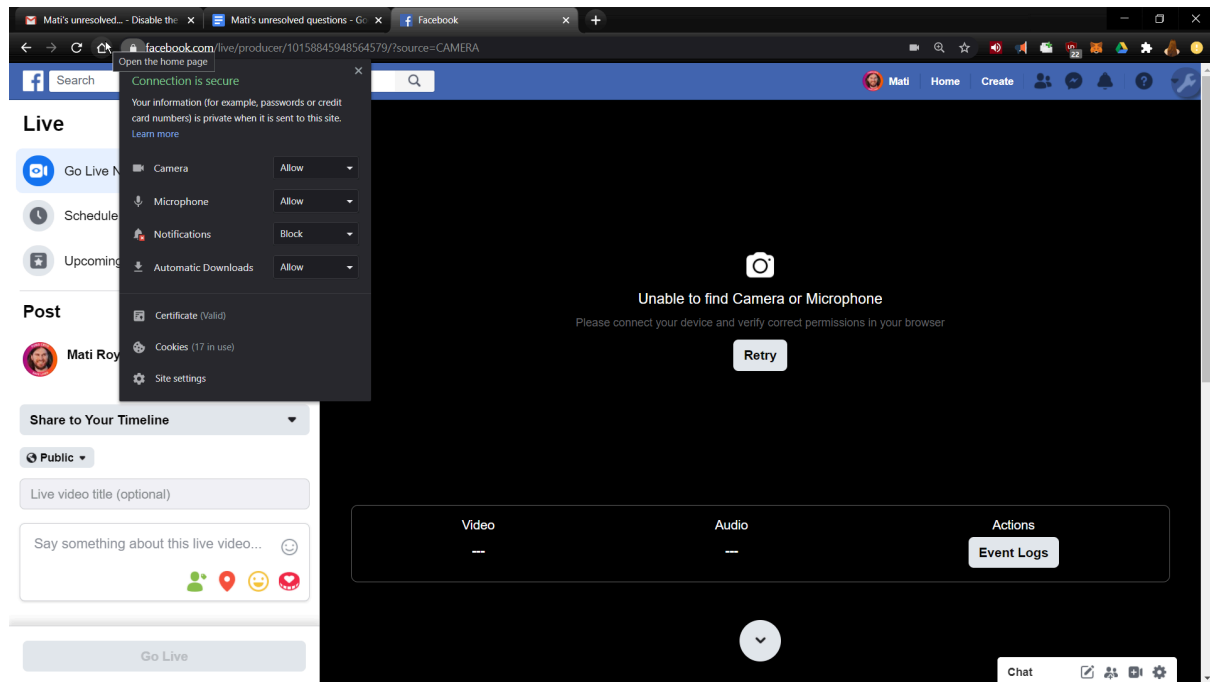 Mati's unresolved... - Disable the
Mati's unresolved questions - Go
Facebook
facebook.com/live/producer/10158845948564579/?source=CAMERA
22
Open the home page
Search
Mati
Home
Create
Connection is secure
Your information (for example, passwords or credit
card numbers) is private when it is sent to this site.
Learn more
Camera
Allow
Microphone
Allow
Notifications
Block
Automatic Downloads
Allow
Certificate (Valid)
Cookies (17 in use)
Site settings
Live
Go Live N
Schedule
Upcoming
Post
Mati Roy
Share to Your Timeline
Public
Live video title (optional)
Say something about this live video...
Go Live
Unable to find Camera or Microphone
Please connect your device and verify correct permissions in your browser
Retry
Video
---
Audio
---
Actions
Event Logs
Chat